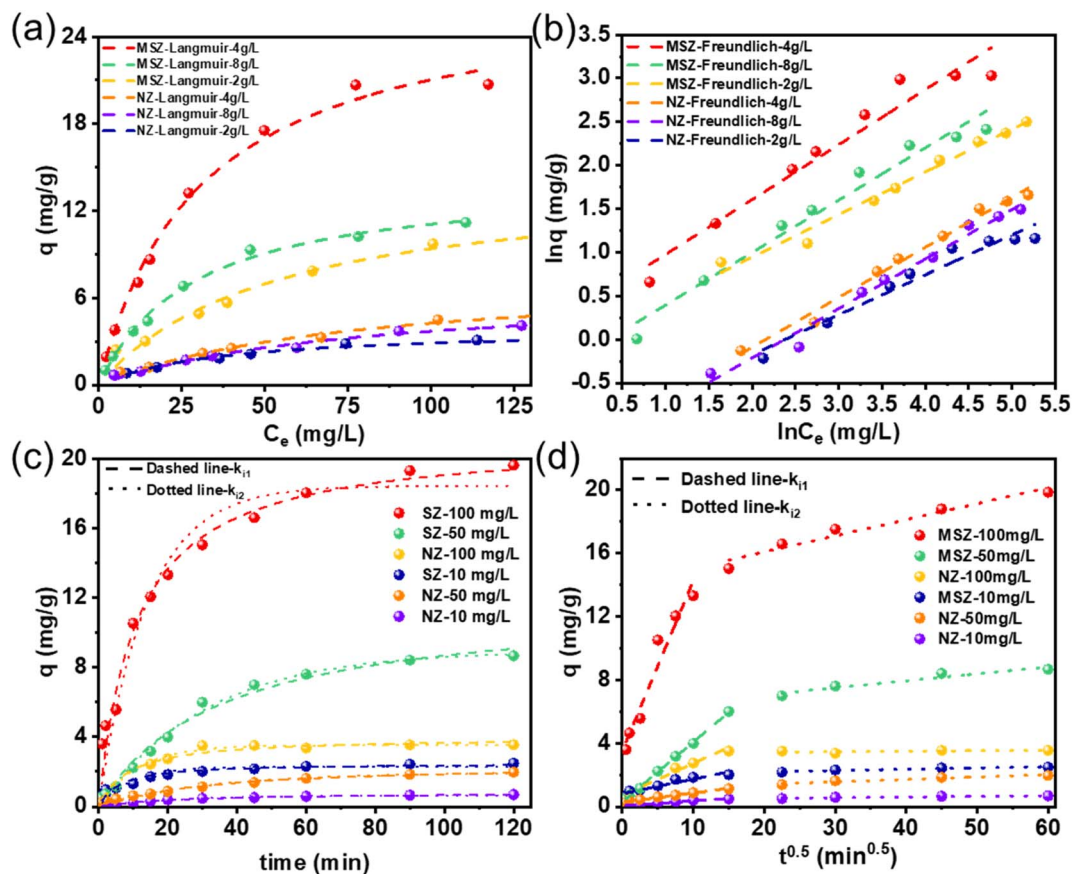 (a)
24
18
12
6
0
q (mg/g)
MSZ-Langmuir-4g/L
MSZ-Langmuir-8g/L
MSZ-Langmuir-2g/L
NZ-Langmuir-4g/L
NZ-Langmuir-8g/L
NZ-Langmuir-2g/L
0 25 50 75 100 125
Ce (mg/L)
(b)
3.5
3.0
2.5
2.0
1.5
1.0
0.5
0.0
-0.5
lnq (mg/g)
MSZ-Freundlich-4g/L
MSZ-Freundlich-8g/L
MSZ-Freundlich-2g/L
NZ-Freundlich-4g/L
NZ-Freundlich-8g/L
NZ-Freundlich-2g/L
0.5 1.0 1.5 2.0 2.5 3.0 3.5 4.0 4.5 5.0 5.5
lnCe (mg/L)
(c)
20
16
12
8
4
0
q (mg/g)
Dashed line-ki1
Dotted line-ki2
SZ-100 mg/L
SZ-50 mg/L
NZ-100 mg/L
SZ-10 mg/L
NZ-50 mg/L
NZ-10 mg/L
0 20 40 60 80 100 120
time (min)
(d)
20
16
12
8
4
0
q (mg/g)
Dashed line-ki1
Dotted line-ki2
MSZ-100mg/L
MSZ-50mg/L
NZ-100mg/L
MSZ-10mg/L
NZ-50mg/L
NZ-10mg/L
0 10 20 30 40 50 60
t0.5 (min0.5)